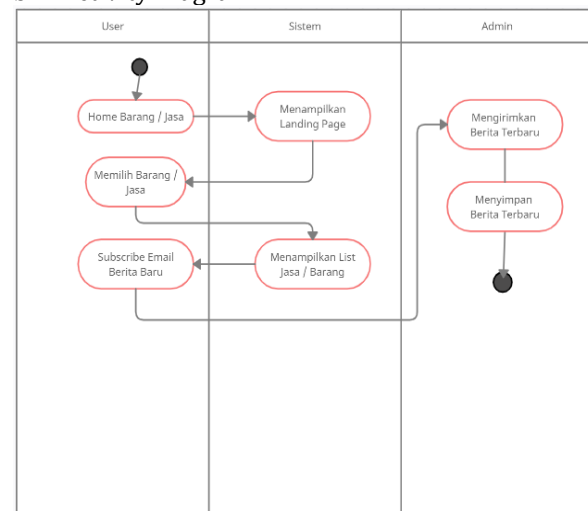 User
Sistem
Admin
Home Barang / Jasa
Menampilkan
Landing Page
Mengirimkan
Berita Terbaru
Memilih Barang /
Jasa
Menyimpan
Berita Terbaru
Subscribe Email
Berita Baru
Menampilkan List
Jasa / Barang